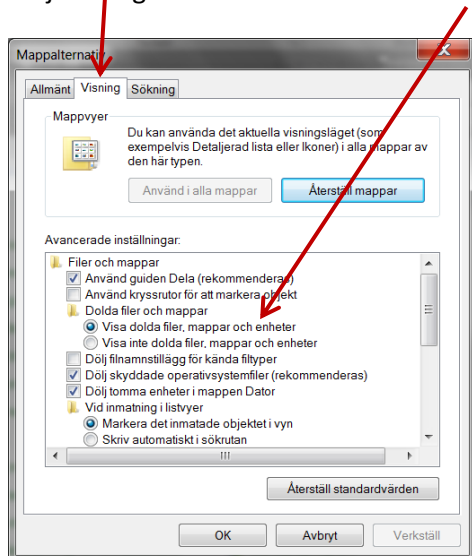 Mappalternativ
Allmänt Visning Sökning
Mappvyer
Du kan använda det aktuella visningsläget (som
exempelvis Detaljerad lista eller Ikoner) i alla mappar av
den här typen.
Använd i alla mappar Återställ mappar
Avancerade inställningar:
Filer och mappar
Använd guiden Dela (rekommenderas)
Använd kryssrutor för att markera objekt
Dolda filer och mappar
Visa dolda filer, mappar och enheter
Visa inte dolda filer, mappar och enheter
Dölj filnamnstillägg för kända filtyper
Dölj skyddade operativsystemfiler (rekommenderas)
Dölj tomma enheter i mappen Dator
Vid inmatning i listvyer
Markera det inmatade objektet i vyn
Skriv automatiskt i sökrutan
Återställ standardvärden
OK Avbryt Verkställ